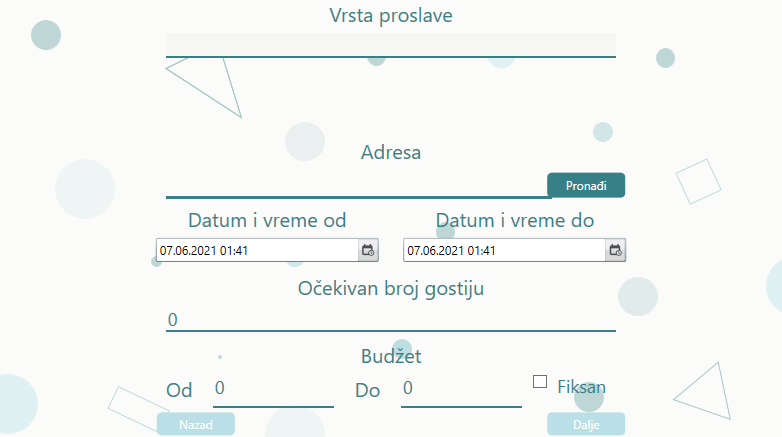 Vrsta proslave
Adresa
Pronađi
Datum i vreme od Datum i vreme do
07.06.2021 01:41 07.06.2021 01:41
Očekivan broj gostiju
0
Budžet
Od 0 Do 0 Fiksan
Nazad Dalje